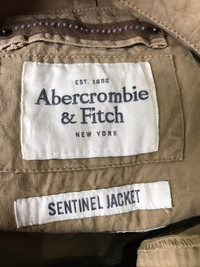 EST. 1892
Abercrombie
& Fitch
NEW YORK
SENTINEL JACKET